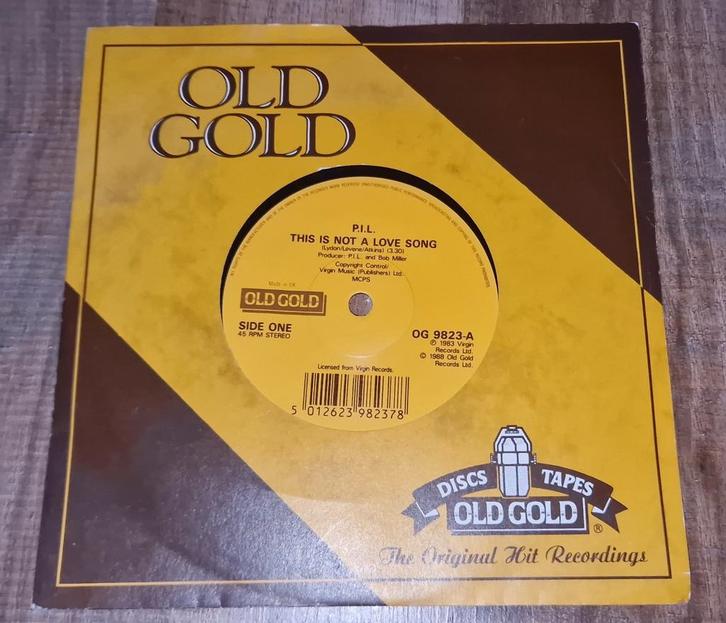 OLD
GOLD
P.I.L.
THIS IS NOT A LOVE SONG
(Lydon/Levene/Atkins) (3.30)
Producer: P.I.L. and Bob Miller
Copyright Control/
Virgin Music (Publishers) Ltd.
MCPS
Made in UK
OLD GOLD
SIDE ONE
45 RPM STEREO
OG 9823-A
℗ 1983 Virgin
Records Ltd.
© 1988 Old Gold
Records Ltd.
Licensed from Virgin Records.
5 012623 982378
DISCS TAPES
OLD GOLD ®
The Original Hit Recordings